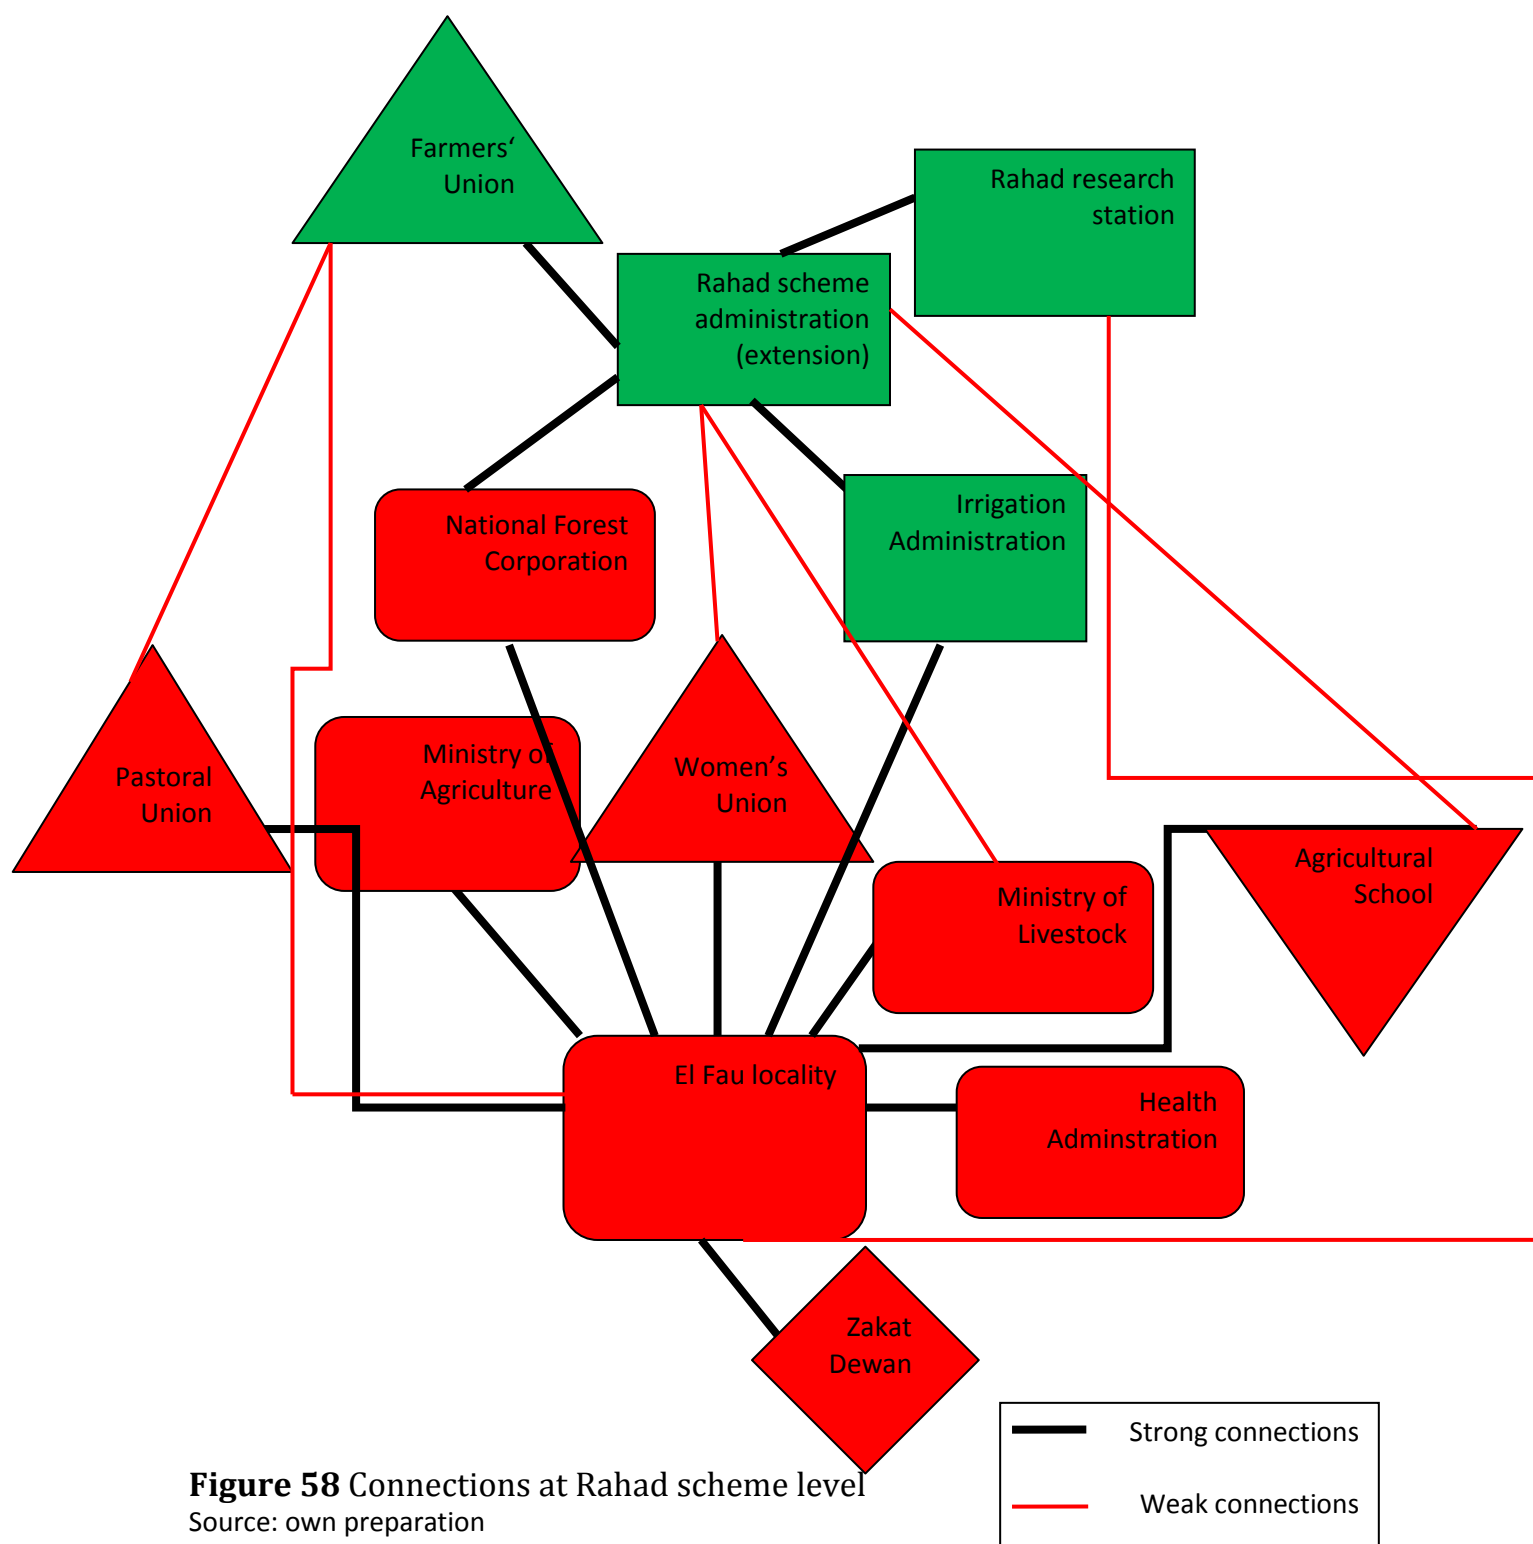 Farmers‘
Union
Rahad research
station
Rahad scheme
administration
(extension)
National Forest
Corporation
Irrigation
Administration
Pastoral
Union
Ministry of
Agriculture
Women’s
Union
Ministry of
Livestock
Agricultural
School
El Fau locality
Health
Adminstration
Zakat
Dewan
Strong connections
Weak connections
Figure 58 Connections at Rahad scheme level
Source: own preparation